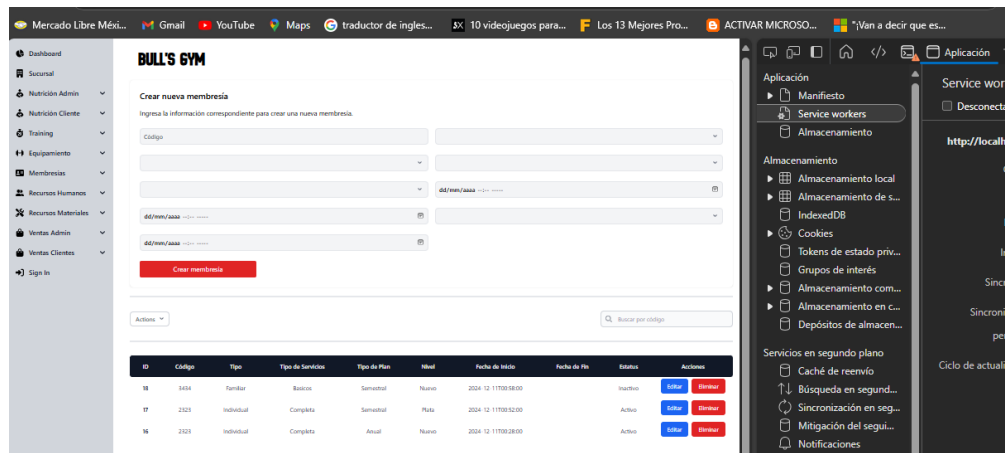 Mercado Libre Méxi... Gmail YouTube Maps traductor de ingles... 10 videojuegos para... Los 13 Mejores Pro... ACTIVAR MICROSO... "¡Van a decir que es...
Dashboard
Sucursal
Nutrición Admin
Nutrición Cliente
Training
Equipamiento
Membresias
Recursos Humanos
Recursos Materiales
Ventas Admin
Ventas Clientes
Sign In
BULL'S GYM
Crear nueva membresía
Ingresa la información correspondiente para crear una nueva membresía.
Código
dd/mm/aaaa --:-- -----
dd/mm/aaaa --:-- -----
dd/mm/aaaa --:-- -----
Crear membresía
Actions
Buscar por código
ID Código Tipo Tipo de Servicios Tipo de Plan Nivel Fecha de Inicio Fecha de Fin Estatus Acciones
18 3434 Familiar Basicos Semestral Nuevo 2024-12-11T00:58:00 Inactivo Editar Eliminar
17 2323 Individual Completa Semestral Plata 2024-12-11T00:52:00 Activo Editar Eliminar
16 2323 Individual Completa Anual Nuevo 2024-12-11T00:28:00 Activo Editar Eliminar
Aplicación
Aplicación
Manifiesto
Service workers
Almacenamiento
Almacenamiento
Almacenamiento local
Almacenamiento de s...
IndexedDB
Cookies
Tokens de estado priv...
Grupos de interés
Almacenamiento com...
Almacenamiento en c...
Depósitos de almacen...
Servicios en segundo plano
Caché de reenvío
Búsqueda en segund...
Sincronización en seg...
Mitigación del segui...
Notificaciones
Service wor
Desconecta
http://localh
Sinc
Sincroni
pe
Ciclo de actuali